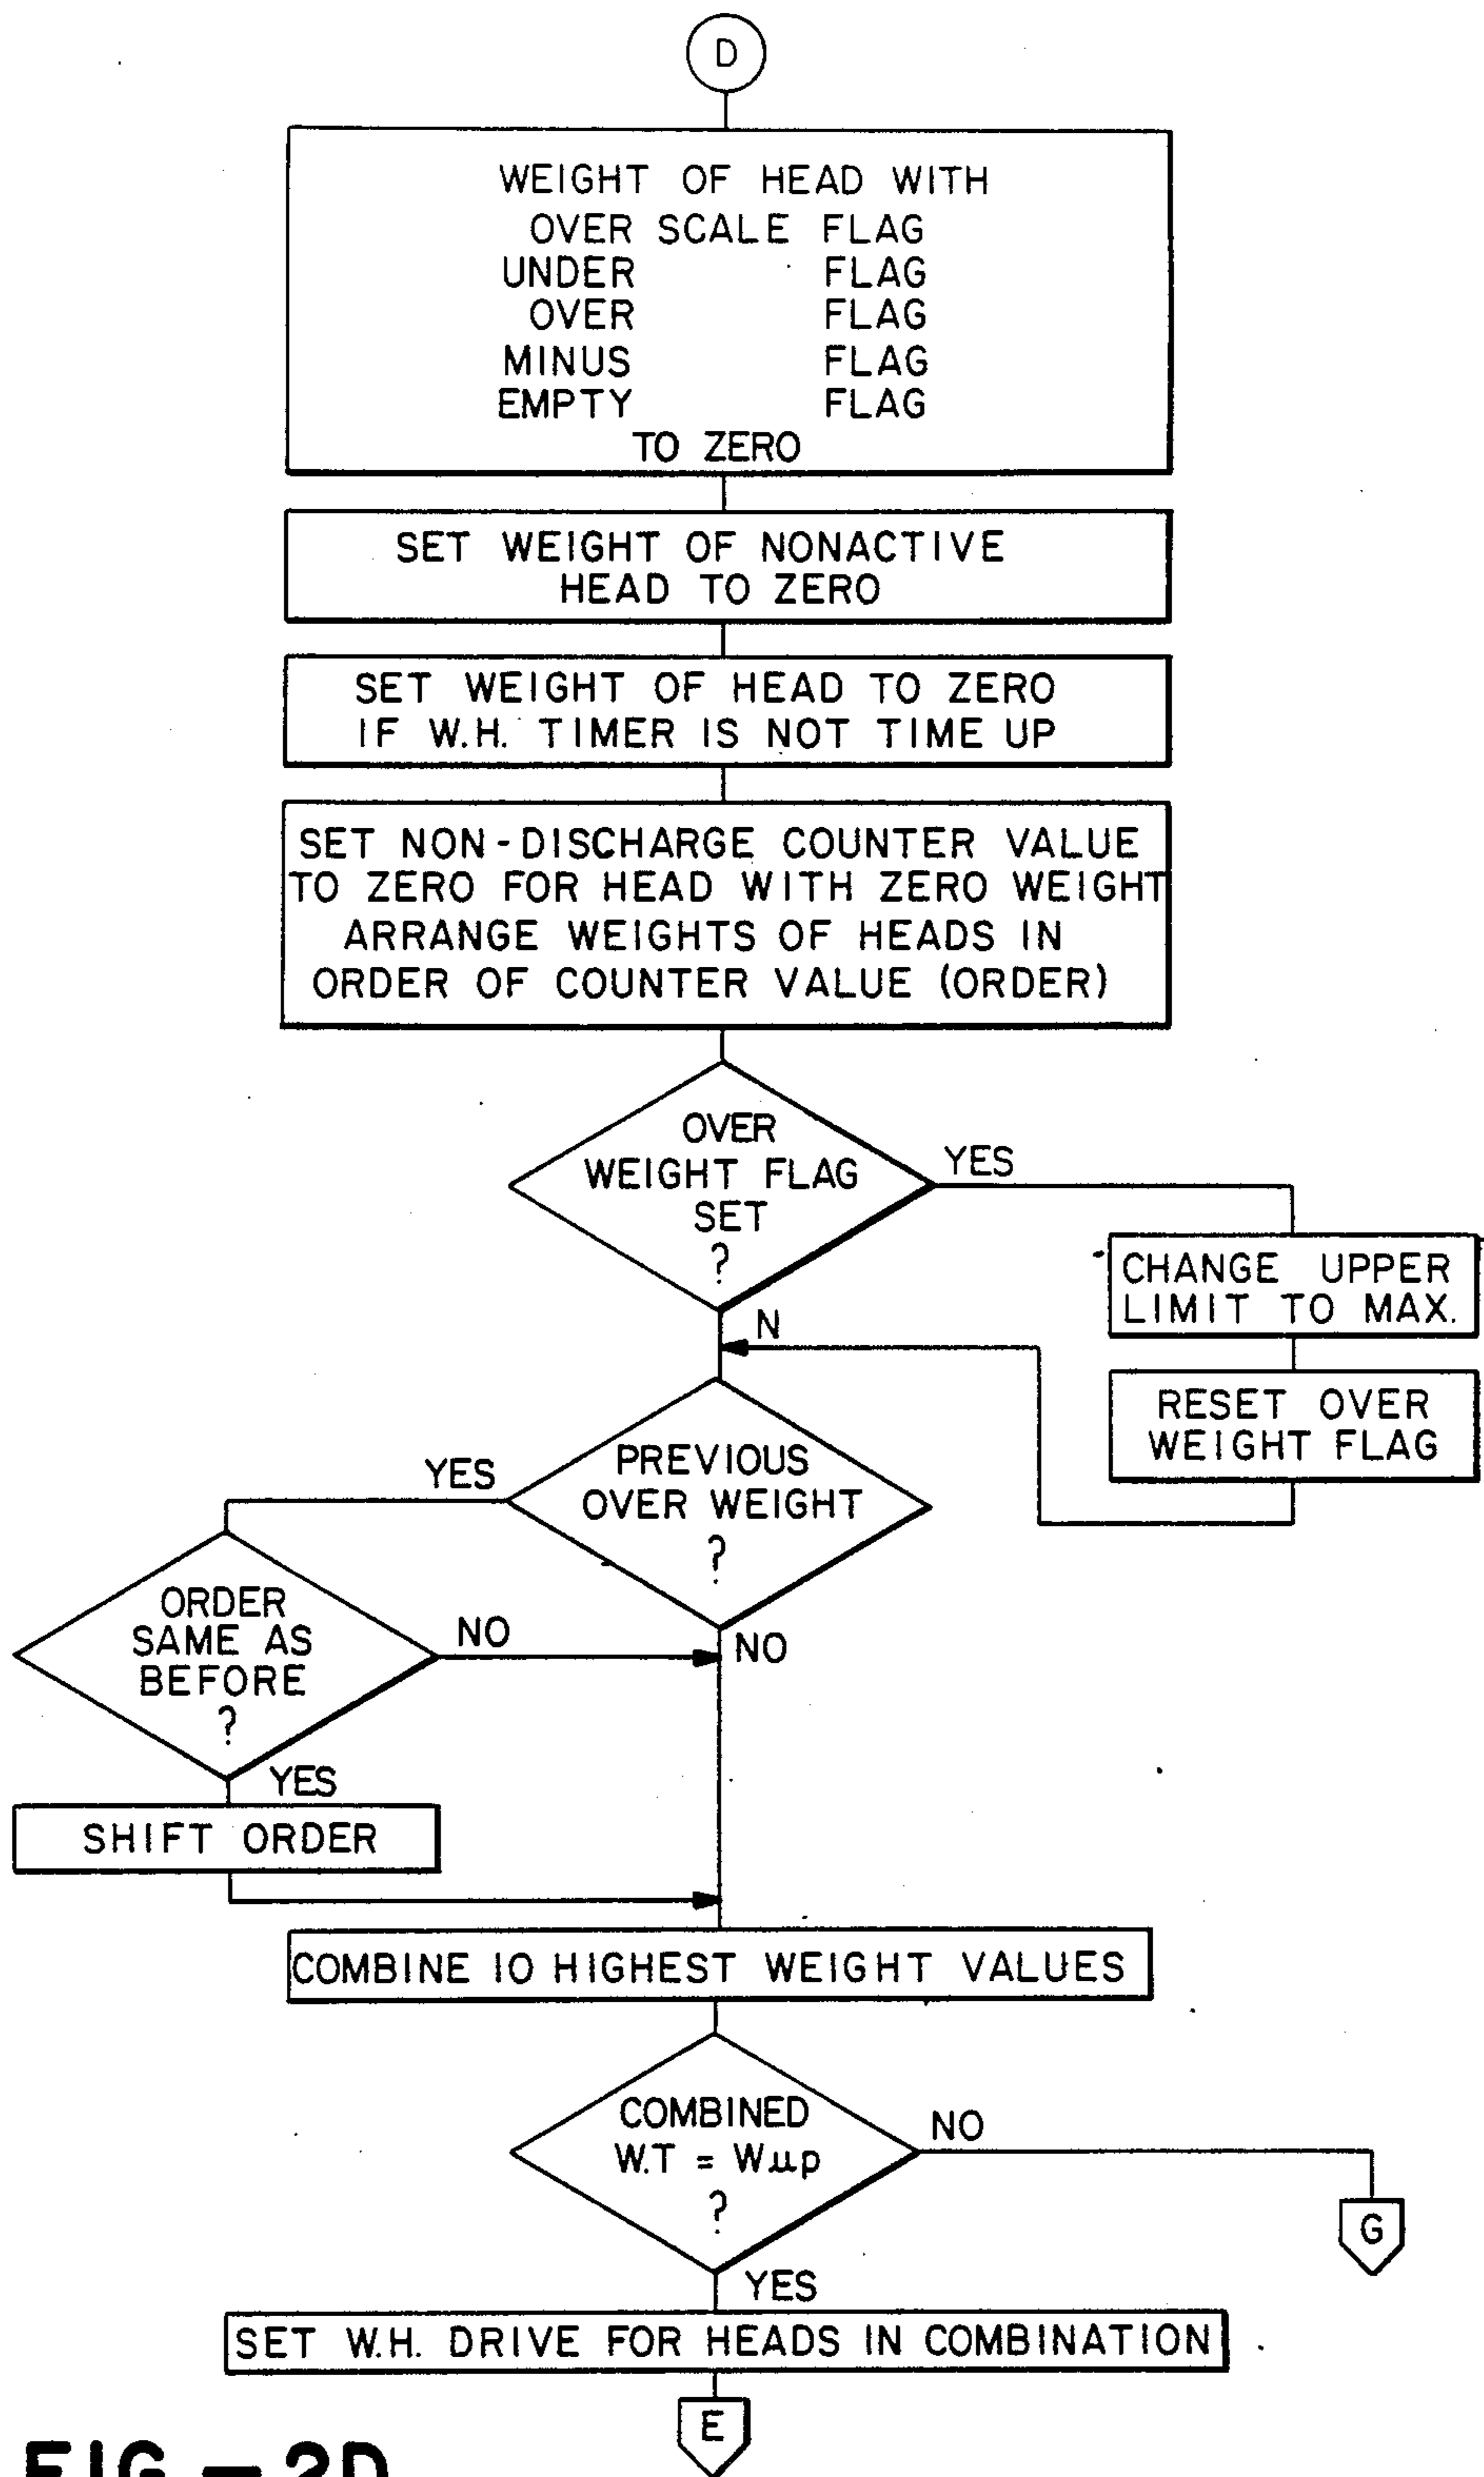 D
WEIGHT OF HEAD WITH
OVER SCALE FLAG
UNDER FLAG
OVER FLAG
MINUS FLAG
EMPTY FLAG
TO ZERO
SET WEIGHT OF NONACTIVE
HEAD TO ZERO
SET WEIGHT OF HEAD TO ZERO
IF W.H. TIMER IS NOT TIME UP
SET NON-DISCHARGE COUNTER VALUE
TO ZERO FOR HEAD WITH ZERO WEIGHT
ARRANGE WEIGHTS OF HEADS IN
ORDER OF COUNTER VALUE (ORDER)
OVER
WEIGHT FLAG
SET
?
YES
CHANGE UPPER
LIMIT TO MAX.
RESET OVER
WEIGHT FLAG
N
PREVIOUS
OVER WEIGHT
?
YES
NO
ORDER
SAME AS
BEFORE
?
NO
YES
SHIFT ORDER
COMBINE 10 HIGHEST WEIGHT VALUES
COMBINED
W.T = Wμp
?
NO
G
YES
SET W.H. DRIVE FOR HEADS IN COMBINATION
E
FIG.-2D